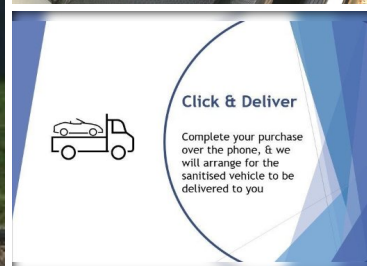 Click & Deliver
Complete your purchase
over the phone, & we
will arrange for the
sanitised vehicle to be
delivered to you